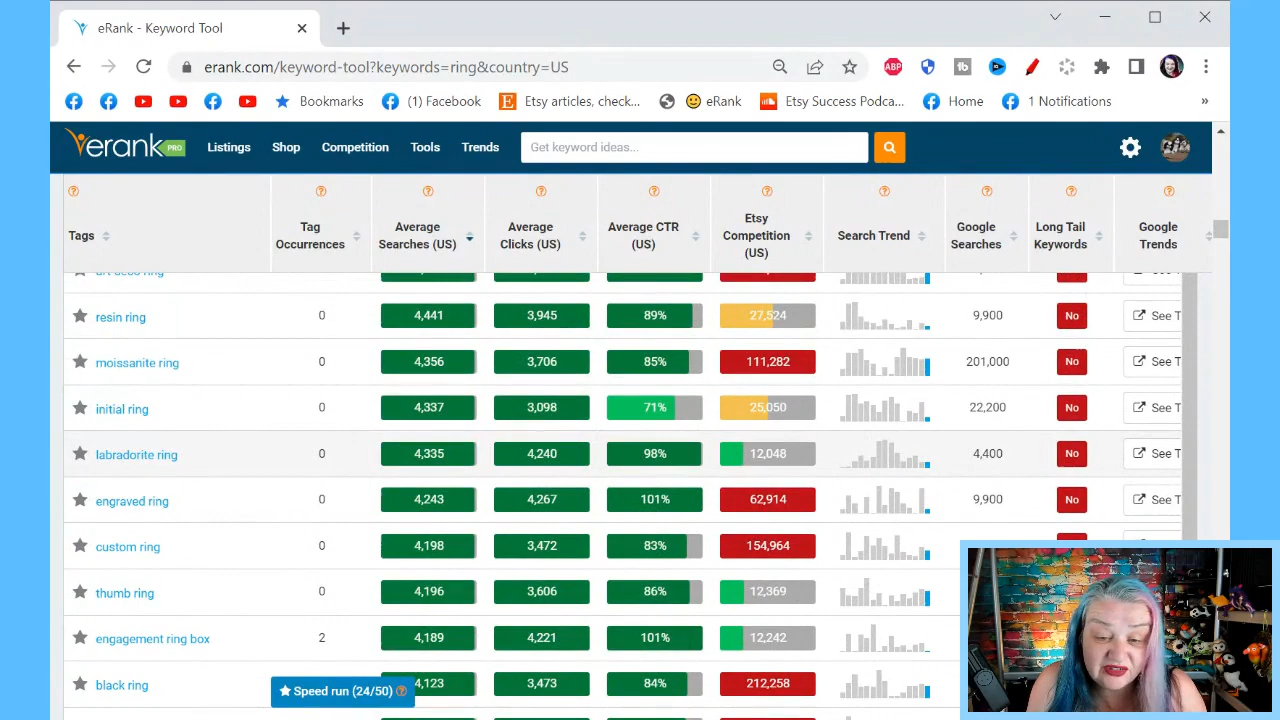 eRank - Keyword Tool
erank.com/keyword-tool?keywords=ring&country=US
ABP
Bookmarks
(1) Facebook
Etsy articles, check...
eRank
Etsy Success Podca...
Home
1 Notifications
»
erank PRO
Listings
Shop
Competition
Tools
Trends
Get keyword ideas...
Tags
Tag Occurrences
Average Searches (US)
Average Clicks (US)
Average CTR (US)
Etsy Competition (US)
Search Trend
Google Searches
Long Tail Keywords
Google Trends
art deco ring
resin ring 0 4,441 3,945 89% 27,524 9,900 No See T
moissanite ring 0 4,356 3,706 85% 111,282 201,000 No See T
initial ring 0 4,337 3,098 71% 25,050 22,200 No See T
labradorite ring 0 4,335 4,240 98% 12,048 4,400 No See T
engraved ring 0 4,243 4,267 101% 62,914 9,900 No See T
custom ring 0 4,198 3,472 83% 154,964
thumb ring 0 4,196 3,606 86% 12,369
engagement ring box 2 4,189 4,221 101% 12,242
black ring 4,123 3,473 84% 212,258
Speed run (24/50)